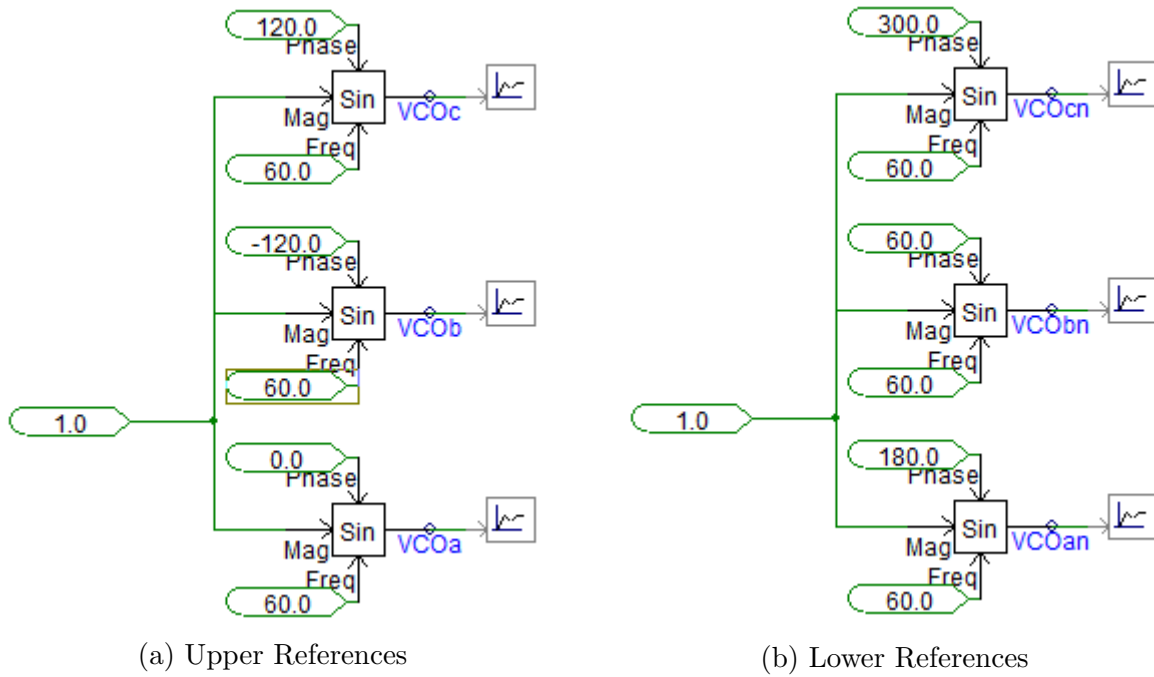 120.0
Phase
Sin
VCOc
Mag
Freq
60.0
-120.0
Phase
Sin
VCOb
Mag
Freq
60.0
1.0
0.0
Phase
Sin
VCOa
Mag
Freq
60.0
(a) Upper References
300.0
Phase
Sin
VCOcn
Mag
Freq
60.0
60.0
Phase
Sin
VCObn
Mag
Freq
60.0
1.0
180.0
Phase
Sin
VCOan
Mag
Freq
60.0
(b) Lower References